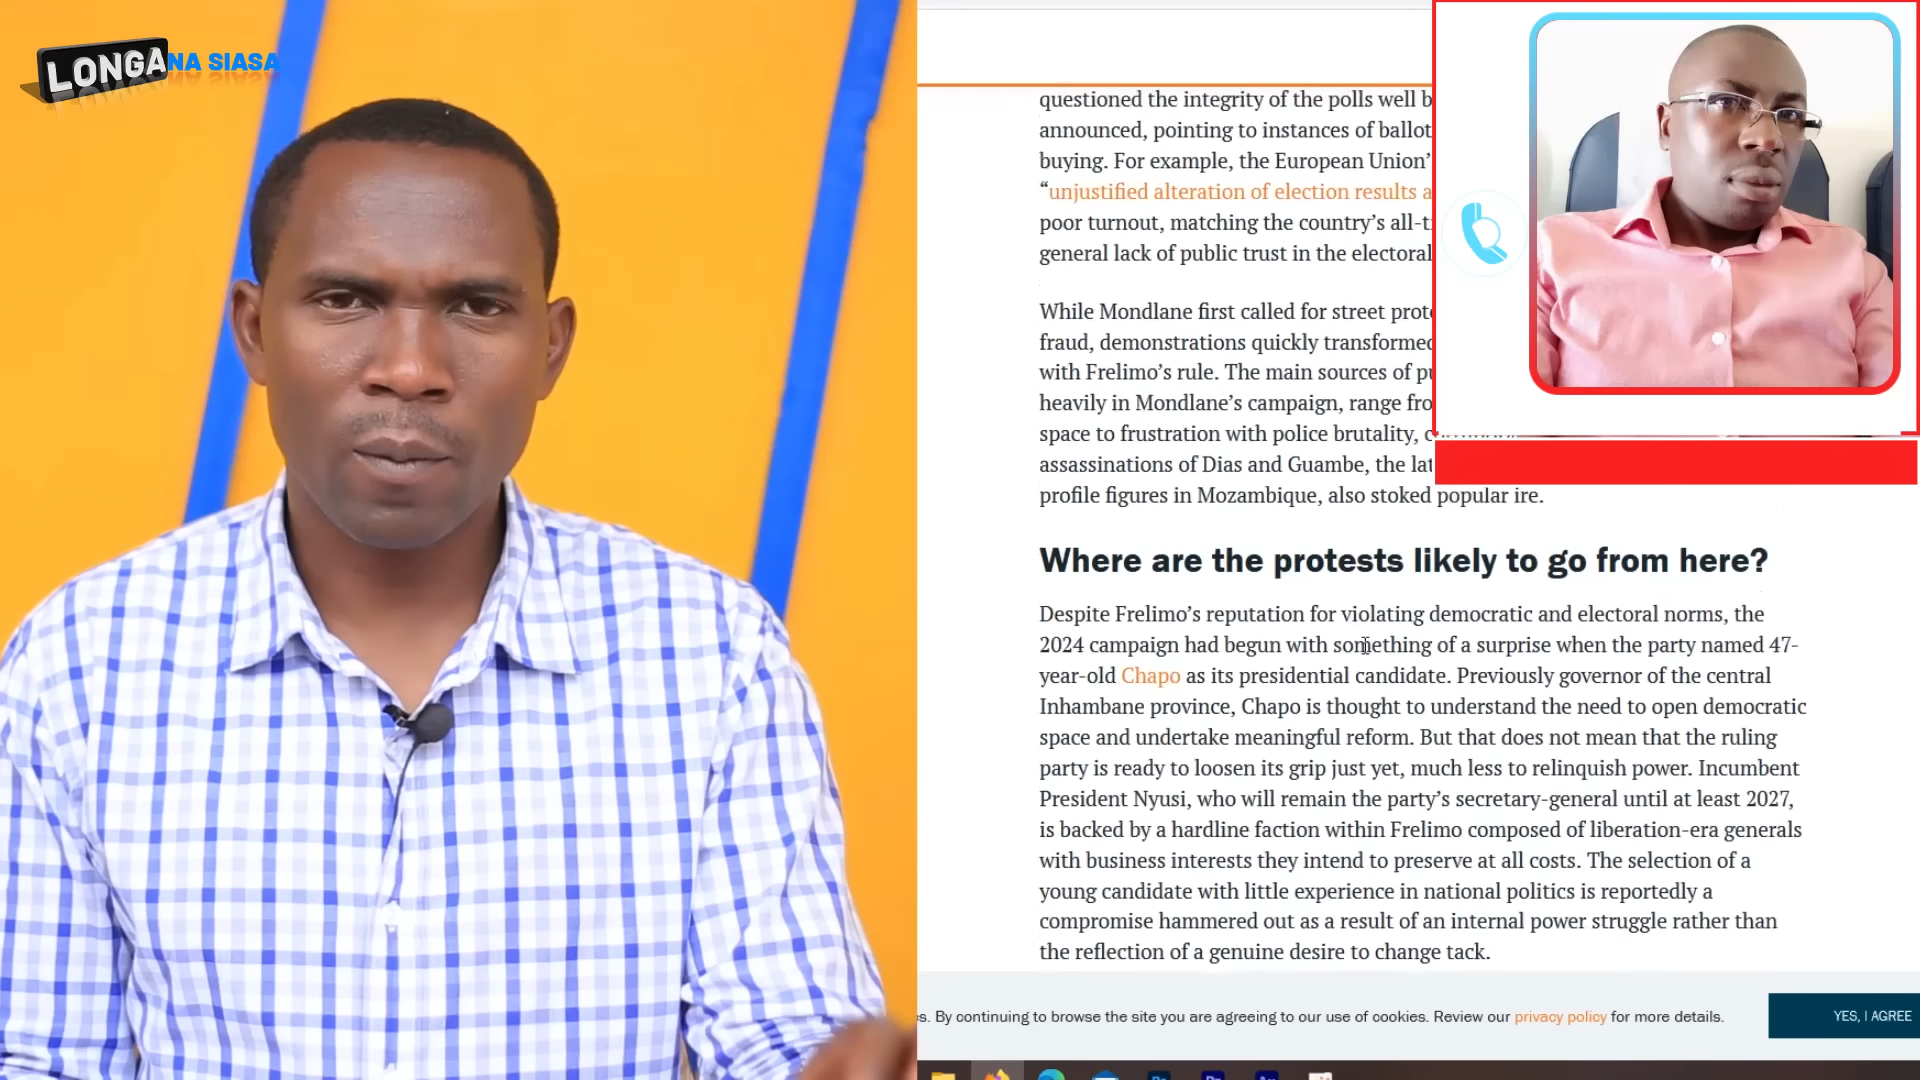 LONGA NA SIASA
questioned the integrity of the polls well b
announced, pointing to instances of ballot
buying. For example, the European Union’
“unjustified alteration of election results a
poor turnout, matching the country’s all-t
general lack of public trust in the electoral
While Mondlane first called for street prot
fraud, demonstrations quickly transformed
with Frelimo’s rule. The main sources of pu
heavily in Mondlane’s campaign, range fro
space to frustration with police brutality,
assassinations of Dias and Guambe, the lat
profile figures in Mozambique, also stoked popular ire.
Where are the protests likely to go from here?
Despite Frelimo’s reputation for violating democratic and electoral norms, the
2024 campaign had begun with something of a surprise when the party named 47-
year-old Chapo as its presidential candidate. Previously governor of the central
Inhambane province, Chapo is thought to understand the need to open democratic
space and undertake meaningful reform. But that does not mean that the ruling
party is ready to loosen its grip just yet, much less to relinquish power. Incumbent
President Nyusi, who will remain the party’s secretary-general until at least 2027,
is backed by a hardline faction within Frelimo composed of liberation-era generals
with business interests they intend to preserve at all costs. The selection of a
young candidate with little experience in national politics is reportedly a
compromise hammered out as a result of an internal power struggle rather than
the reflection of a genuine desire to change tack.
s. By continuing to browse the site you are agreeing to our use of cookies. Review our privacy policy for more details.
YES, I AGREE